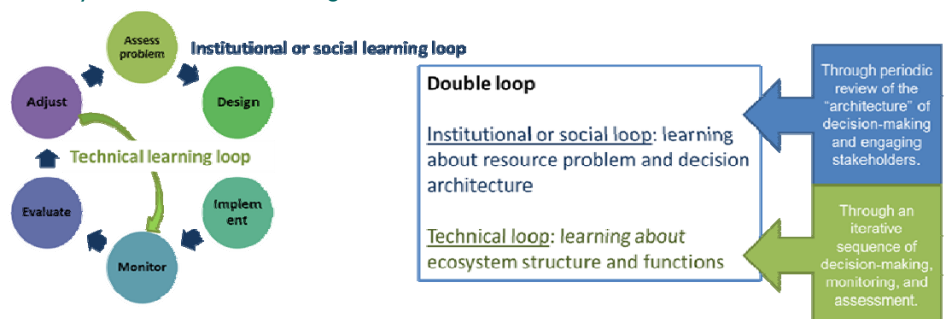 Assess
problem
Institutional or social learning loop
Adjust
Design
Technical learning loop
Evaluate
Implem
ent
Monitor
Double loop
Institutional or social loop: learning
about resource problem and decision
architecture
Technical loop: learning about
ecosystem structure and functions
Through periodic
review of the
"architecture" of
decision-making
and engaging
stakeholders.
Through an
iterative
sequence of
decision-making,
monitoring, and
assessment.